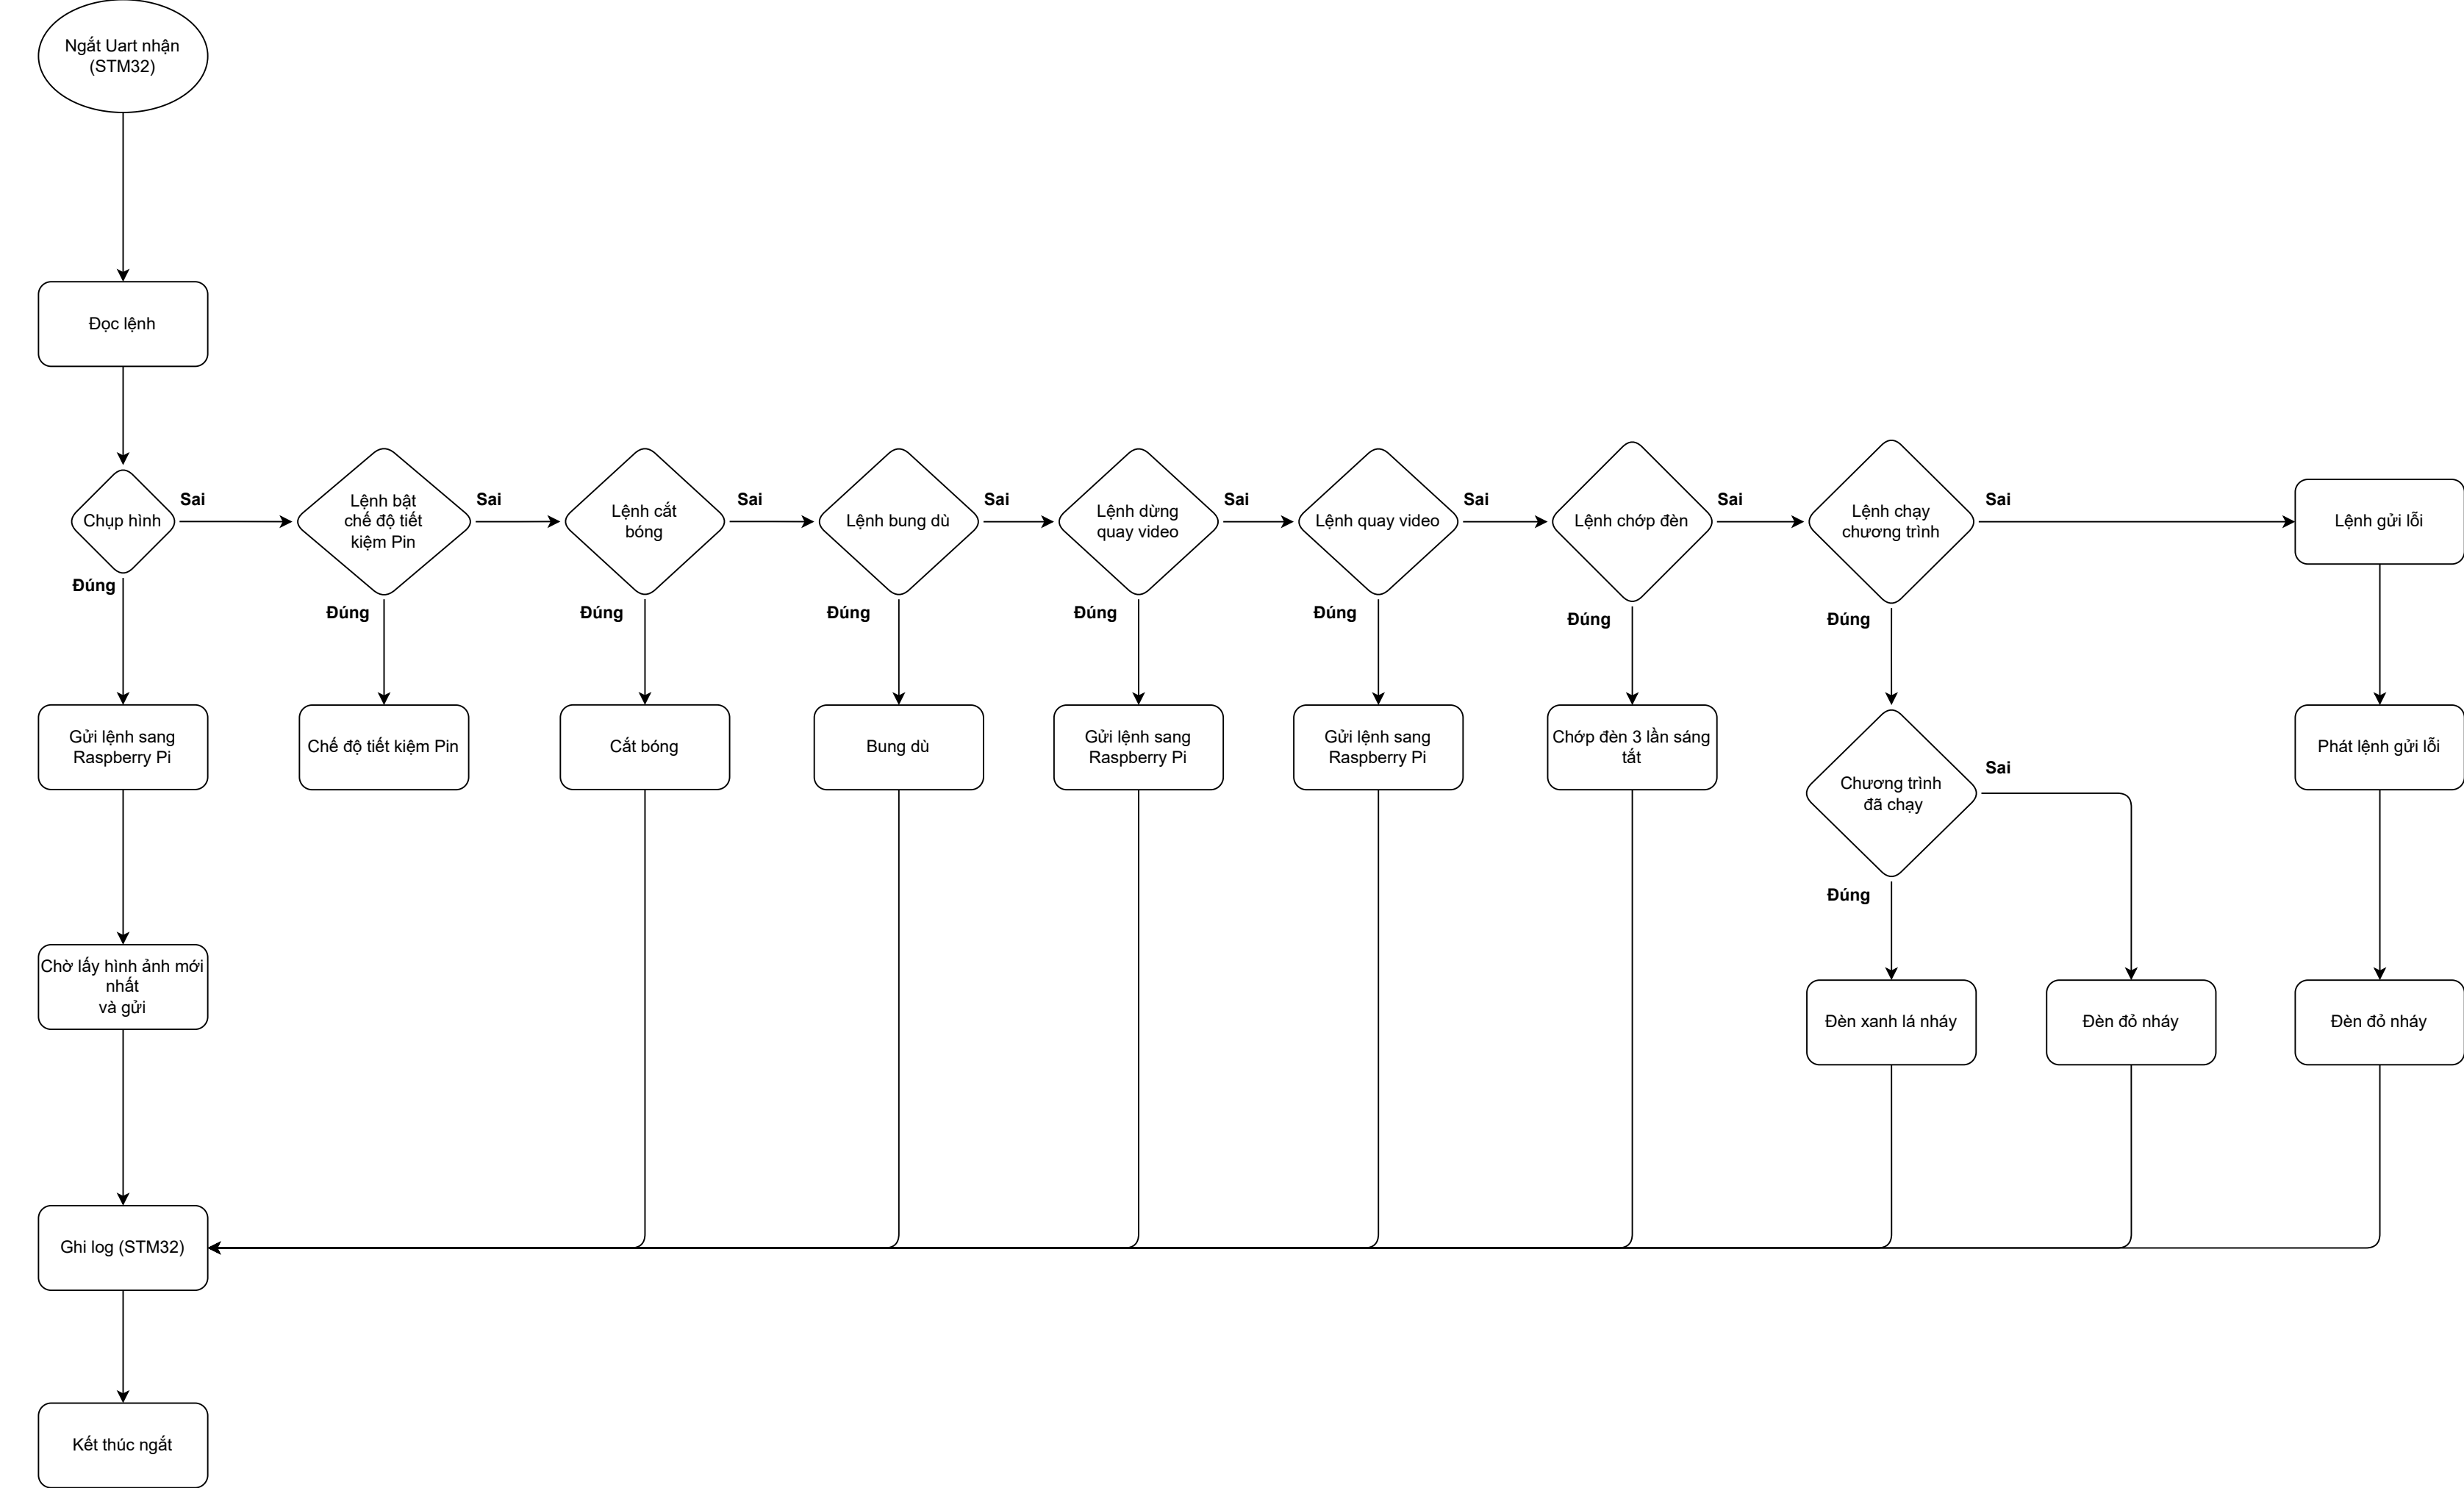 Ngắt Uart nhận
(STM32)
Đọc lệnh
Chụp hình
Sai
Đúng
Lệnh bật
chế độ tiết
kiệm Pin
Sai
Đúng
Lệnh cắt
bóng
Sai
Đúng
Lệnh bung dù
Sai
Đúng
Lệnh dừng
quay video
Sai
Đúng
Lệnh quay video
Sai
Đúng
Lệnh chớp đèn
Sai
Đúng
Lệnh chạy
chương trình
Sai
Đúng
Lệnh gửi lỗi
Gửi lệnh sang
Raspberry Pi
Chế độ tiết kiệm Pin
Cắt bóng
Bung dù
Gửi lệnh sang
Raspberry Pi
Gửi lệnh sang
Raspberry Pi
Chớp đèn 3 lần sáng
tắt
Chương trình
đã chạy
Sai
Đúng
Phát lệnh gửi lỗi
Chờ lấy hình ảnh mới
nhất
và gửi
Đèn xanh lá nháy
Đèn đỏ nháy
Đèn đỏ nháy
Ghi log (STM32)
Kết thúc ngắt